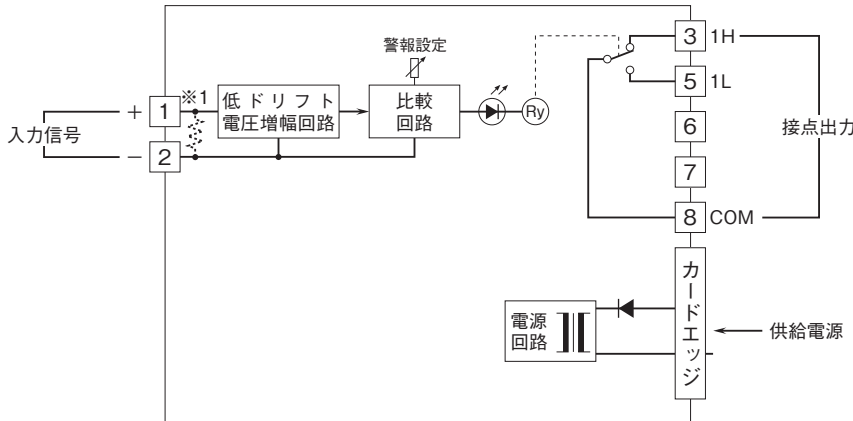 警報設定
3 1H
5 1L
6
7
8 COM
接点出力
入力信号
+ 1
− 2
※1
低ドリフト
電圧増幅回路
比較
回路
Ry
電源
回路
カードエッジ
供給電源